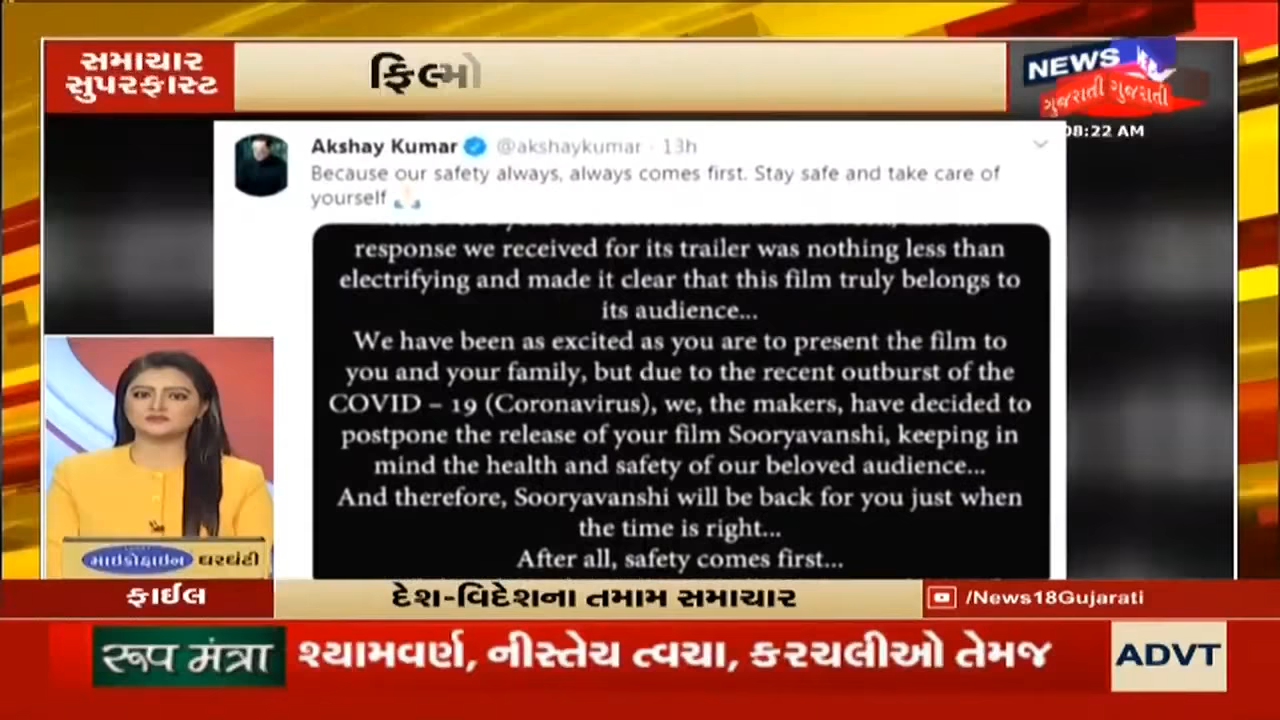 સમાચાર
સુપરફાસ્ટ
ફિલ્મો
NEWS
ગુજરાતી ગુજરાતી
08:22 AM
Akshay Kumar @akshaykumar · 13h
Because our safety always, always comes first. Stay safe and take care of
yourself 🙏🏻
response we received for its trailer was nothing less than
electrifying and made it clear that this film truly belongs to
its audience...
We have been as excited as you are to present the film to
you and your family, but due to the recent outburst of the
COVID – 19 (Coronavirus), we, the makers, have decided to
postpone the release of your film Sooryavanshi, keeping in
mind the health and safety of our beloved audience...
And therefore, Sooryavanshi will be back for you just when
the time is right...
After all, safety comes first...
માઈક્રોફાઈન ઘરઘંટી
ફાઈલ
દેશ-વિદેશના તમામ સમાચાર
/News18Gujarati
રૂપ મંત્રા
શ્યામવર્ણ, નીસ્તેચ ત્વચા, કરચલીઓ તેમજ
ADVT